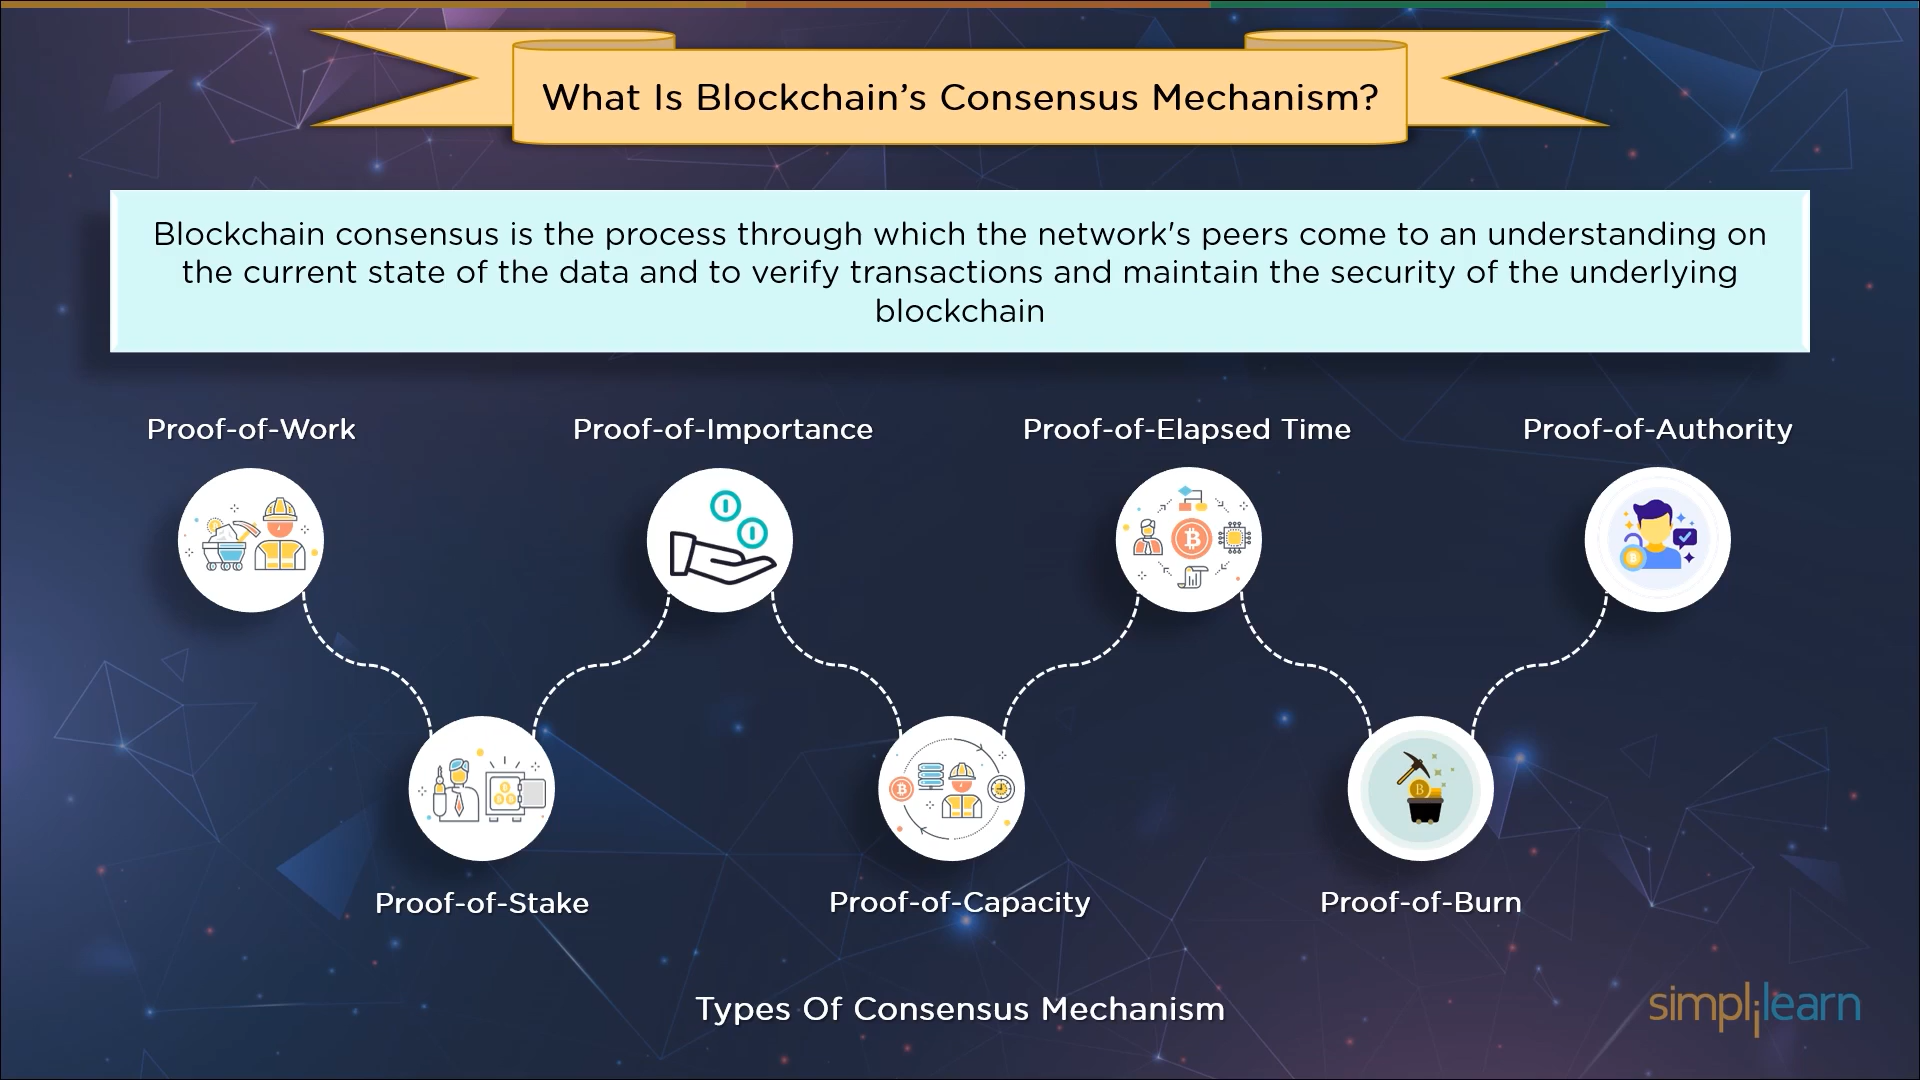 What Is Blockchain’s Consensus Mechanism?
Blockchain consensus is the process through which the network's peers come to an understanding on
the current state of the data and to verify transactions and maintain the security of the underlying
blockchain
Proof-of-Work
Proof-of-Importance
Proof-of-Elapsed Time
Proof-of-Authority
Proof-of-Stake
Proof-of-Capacity
Proof-of-Burn
Types Of Consensus Mechanism
simplilearn